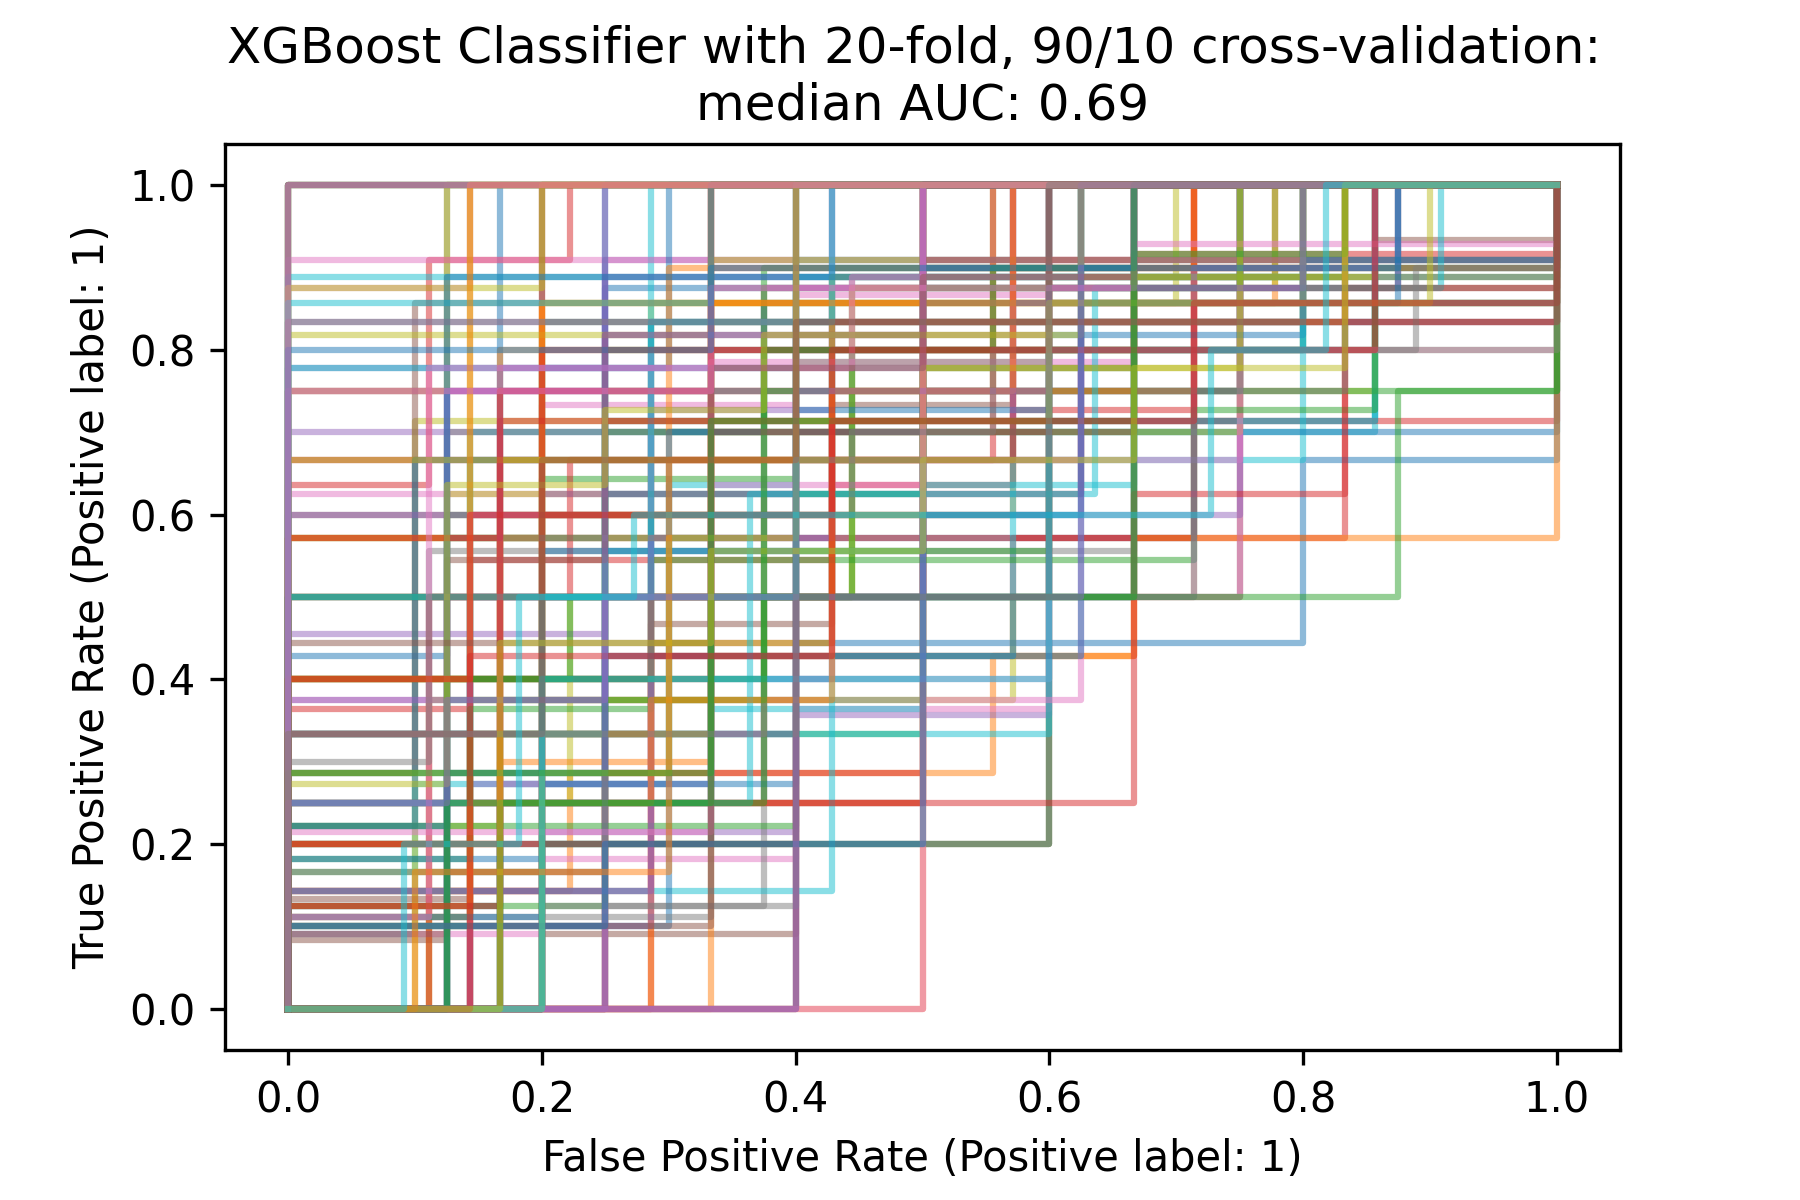 XGBoost Classifier with 20-fold, 90/10 cross-validation:
median AUC: 0.69
True Positive Rate (Positive label: 1)
1.0
0.8
0.6
0.4
0.2
0.0
0.0 0.2 0.4 0.6 0.8 1.0
False Positive Rate (Positive label: 1)